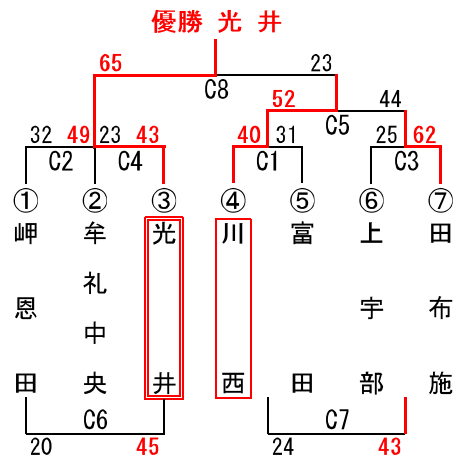 優勝 光 井
65 23
C8
52 44
C5
32 49 23 43 40 31 25 62
C2 C4 C1 C3
① ② ③ ④ ⑤ ⑥ ⑦
岬恩田
牟礼中央
光井
川西
富田
上宇部
田布施
C6 C7
20 45 24 43